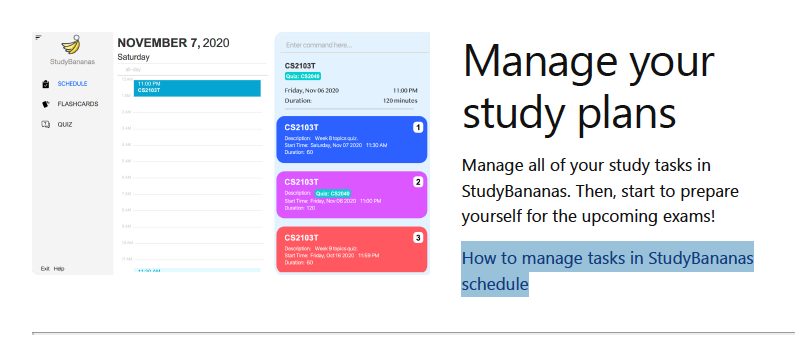 StudyBananas
SCHEDULE
FLASHCARDS
QUIZ
Exit Help
NOVEMBER 7, 2020
Saturday
11:00 PM
CS2103T
Enter command here...
CS2103T
Quiz: CS2040
Friday, Nov 06 2020 11:00 PM
Duration: 120 minutes
CS2103T 1
Description: Week 8 topics quiz.
Start Time: Saturday, Nov 07 2020 11:30 AM
Duration: 60
CS2103T 2
Description: Quiz: CS2040
Start Time: Friday, Nov 06 2020 11:00 PM
Duration: 120
CS2103T 3
Description: Week 9 topics quiz.
Start Time: Friday, Oct 16 2020 11:59 PM
Duration: 60
Manage your
study plans
Manage all of your study tasks in
StudyBananas. Then, start to prepare
yourself for the upcoming exams!
How to manage tasks in StudyBananas
schedule